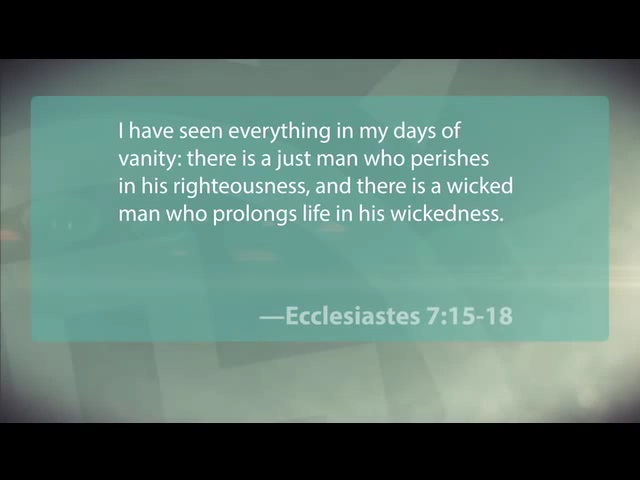 I have seen everything in my days of
vanity: there is a just man who perishes
in his righteousness, and there is a wicked
man who prolongs life in his wickedness.
—Ecclesiastes 7:15-18